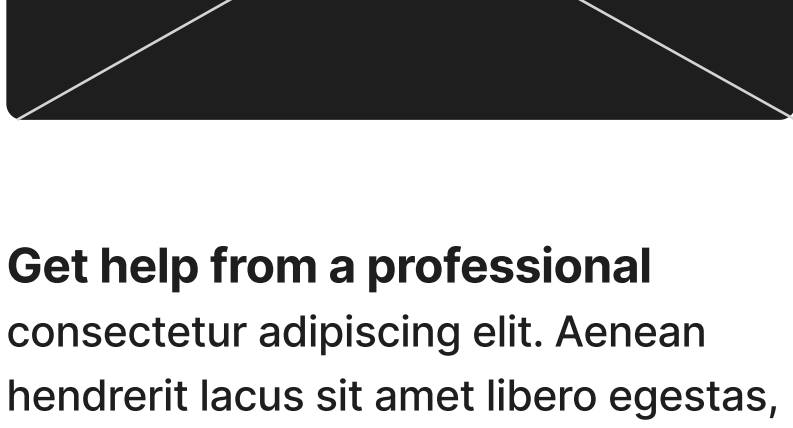 Get help from a professional
consectetur adipiscing elit. Aenean
hendrerit lacus sit amet libero egestas,